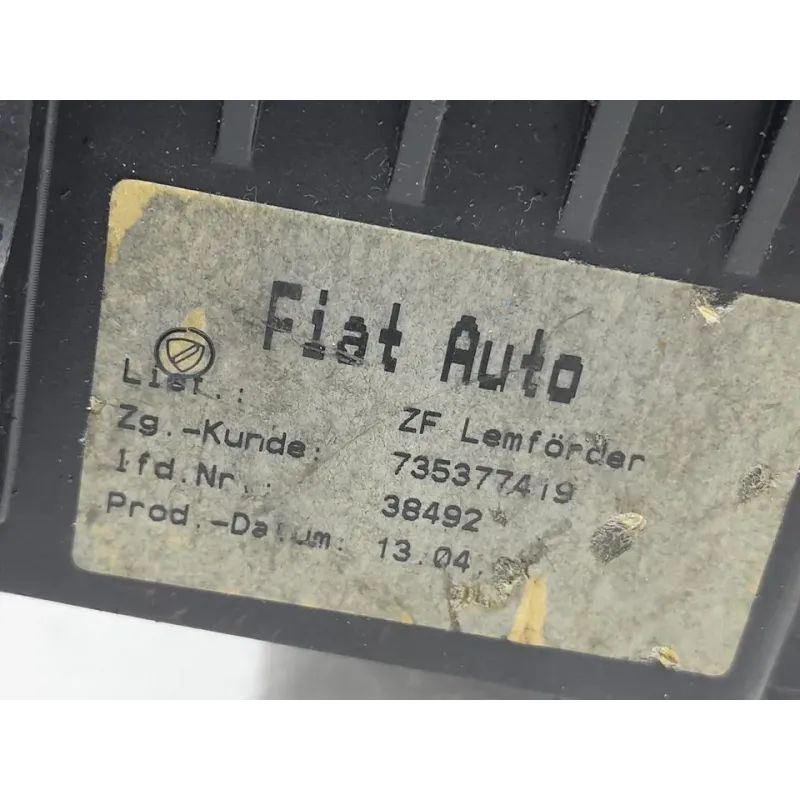 Fiat Auto
Lief.: ZF Lemförder
Zg.-Kunde: 735377419
lfd.Nr.: 38492
Prod.-Datum: 13.04.